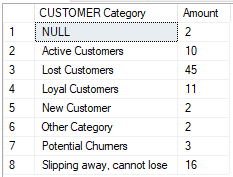 CUSTOMER Category Amount
1 NULL 2
2 Active Customers 10
3 Lost Customers 45
4 Loyal Customers 11
5 New Customer 2
6 Other Category 2
7 Potential Churners 3
8 Slipping away, cannot lose 16